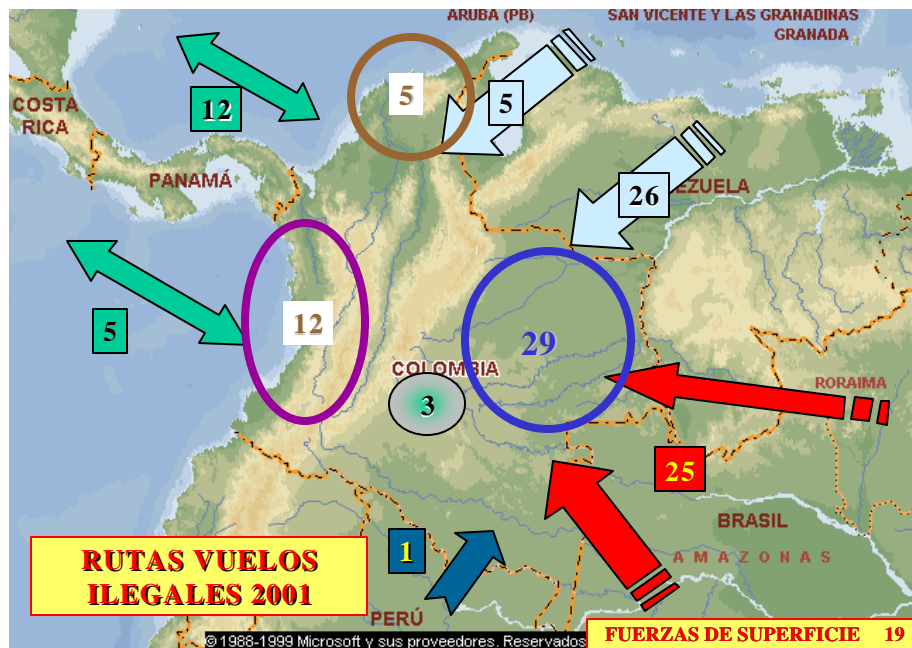 ARUBA (PB)
SAN VICENTE Y LAS GRANADINAS
GRANADA
COSTA
RICA
12
5
5
PANAMÁ
26
EZUELA
5
12
29
COLOMBIA
3
RORAIMA
25
BRASIL
1
AMAZONAS
RUTAS VUELOS
ILEGALES 2001
PERÚ
© 1988-1999 Microsoft y sus proveedores. Reservados
FUERZAS DE SUPERFICIE 19